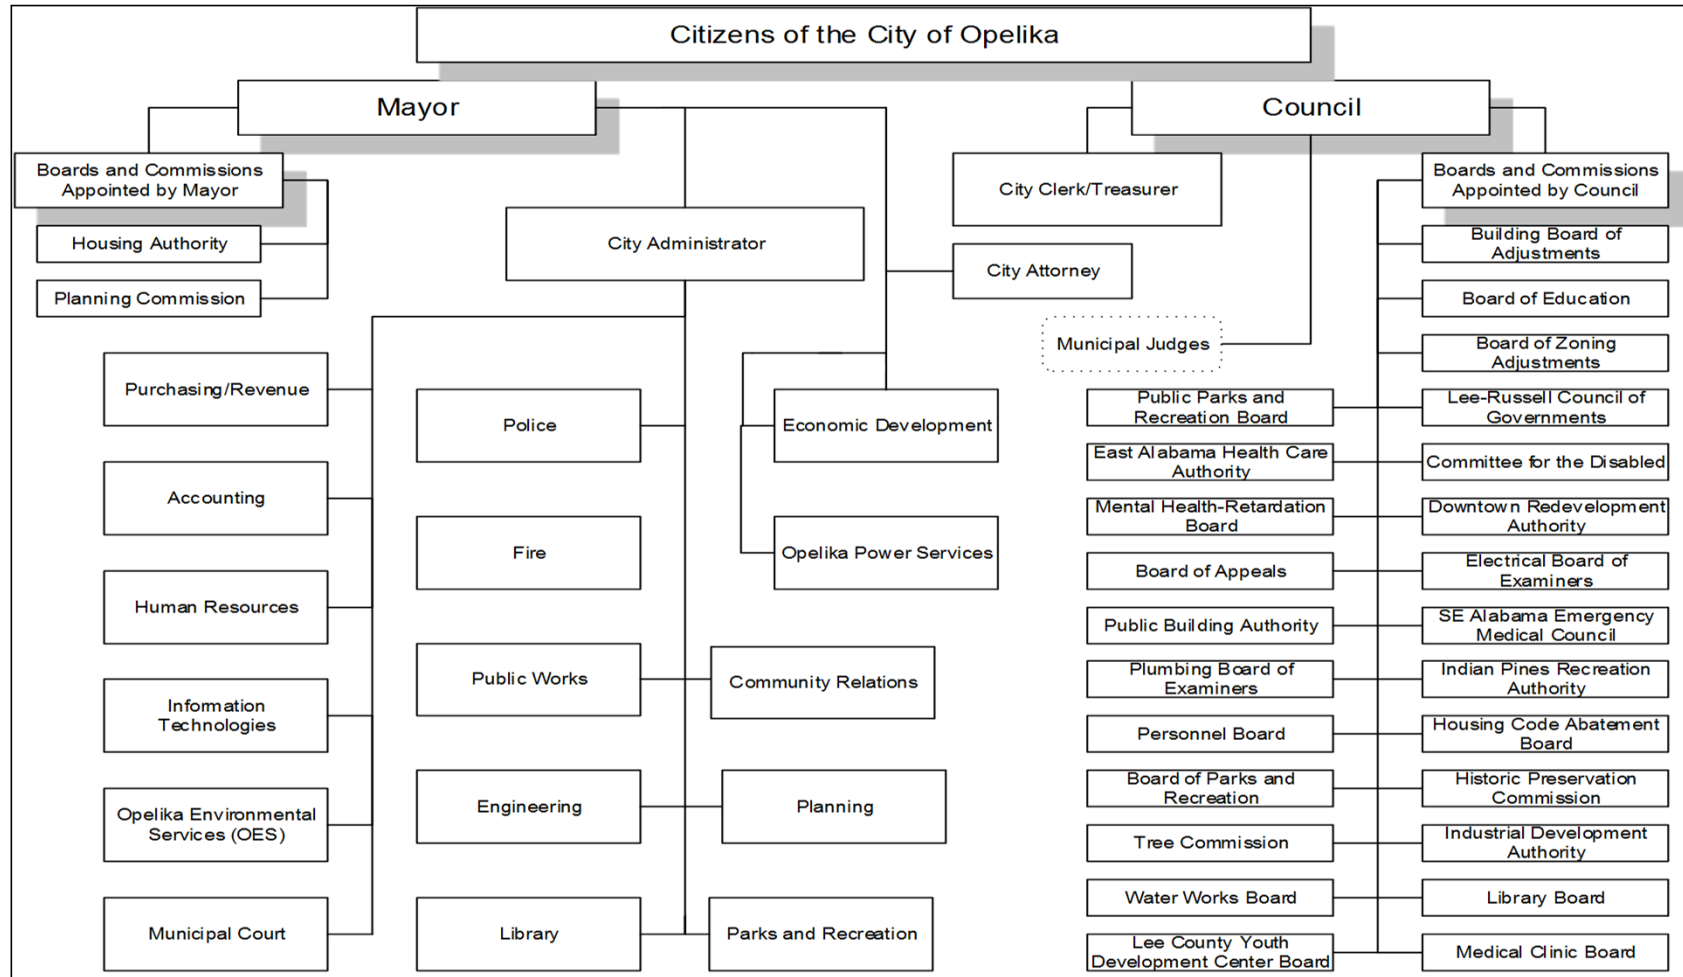 Citizens of the City of Opelika
Mayor
Council
Boards and Commissions
Appointed by Mayor
Housing Authority
Planning Commission
City Administrator
City Clerk/Treasurer
City Attorney
Municipal Judges
Boards and Commissions
Appointed by Council
Purchasing/Revenue
Accounting
Human Resources
Information
Technologies
Opelika Environmental
Services (OES)
Municipal Court
Police
Fire
Public Works
Engineering
Library
Economic Development
Opelika Power Services
Community Relations
Planning
Parks and Recreation
Public Parks and
Recreation Board
East Alabama Health Care
Authority
Mental Health-Retardation
Board
Board of Appeals
Public Building Authority
Plumbing Board of
Examiners
Personnel Board
Board of Parks and
Recreation
Tree Commission
Water Works Board
Lee County Youth
Development Center Board
Building Board of
Adjustments
Board of Education
Board of Zoning
Adjustments
Lee-Russell Council of
Governments
Committee for the Disabled
Downtown Redevelopment
Authority
Electrical Board of
Examiners
SE Alabama Emergency
Medical Council
Indian Pines Recreation
Authority
Housing Code Abatement
Board
Historic Preservation
Commission
Industrial Development
Authority
Library Board
Medical Clinic Board